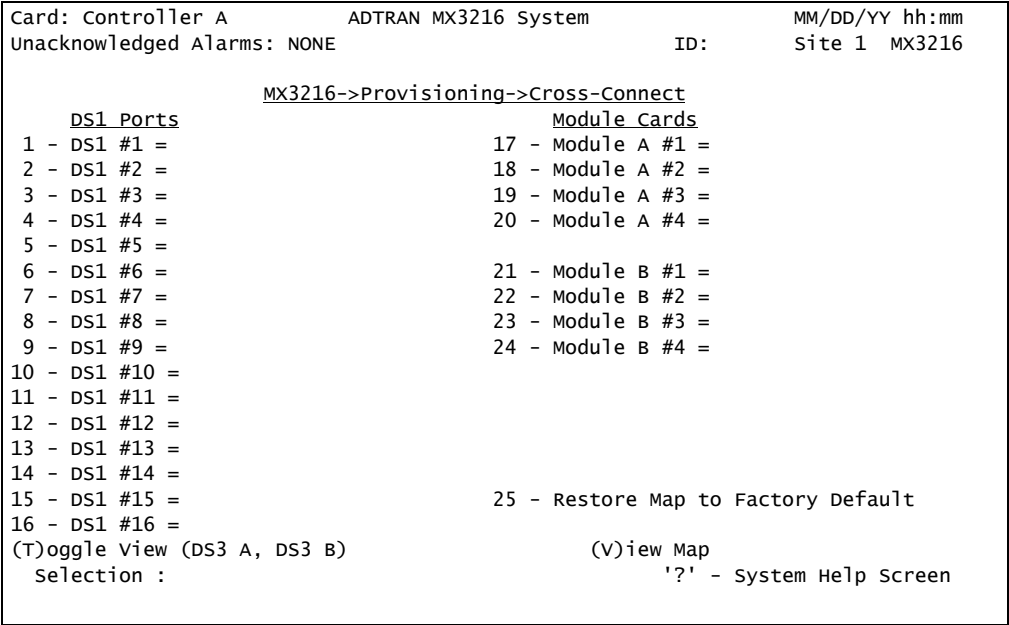 Card: Controller A ADTRAN MX3216 System MM/DD/YY hh:mm
Unacknowledged Alarms: NONE ID: Site 1 MX3216
MX3216->Provisioning->Cross-Connect
DS1 Ports Module Cards
1 - DS1 #1 = 17 - Module A #1 =
2 - DS1 #2 = 18 - Module A #2 =
3 - DS1 #3 = 19 - Module A #3 =
4 - DS1 #4 = 20 - Module A #4 =
5 - DS1 #5 =
6 - DS1 #6 = 21 - Module B #1 =
7 - DS1 #7 = 22 - Module B #2 =
8 - DS1 #8 = 23 - Module B #3 =
9 - DS1 #9 = 24 - Module B #4 =
10 - DS1 #10 =
11 - DS1 #11 =
12 - DS1 #12 =
13 - DS1 #13 =
14 - DS1 #14 =
15 - DS1 #15 = 25 - Restore Map to Factory Default
16 - DS1 #16 =
(T)oggle View (DS3 A, DS3 B) (V)iew Map
Selection : '?' - System Help Screen